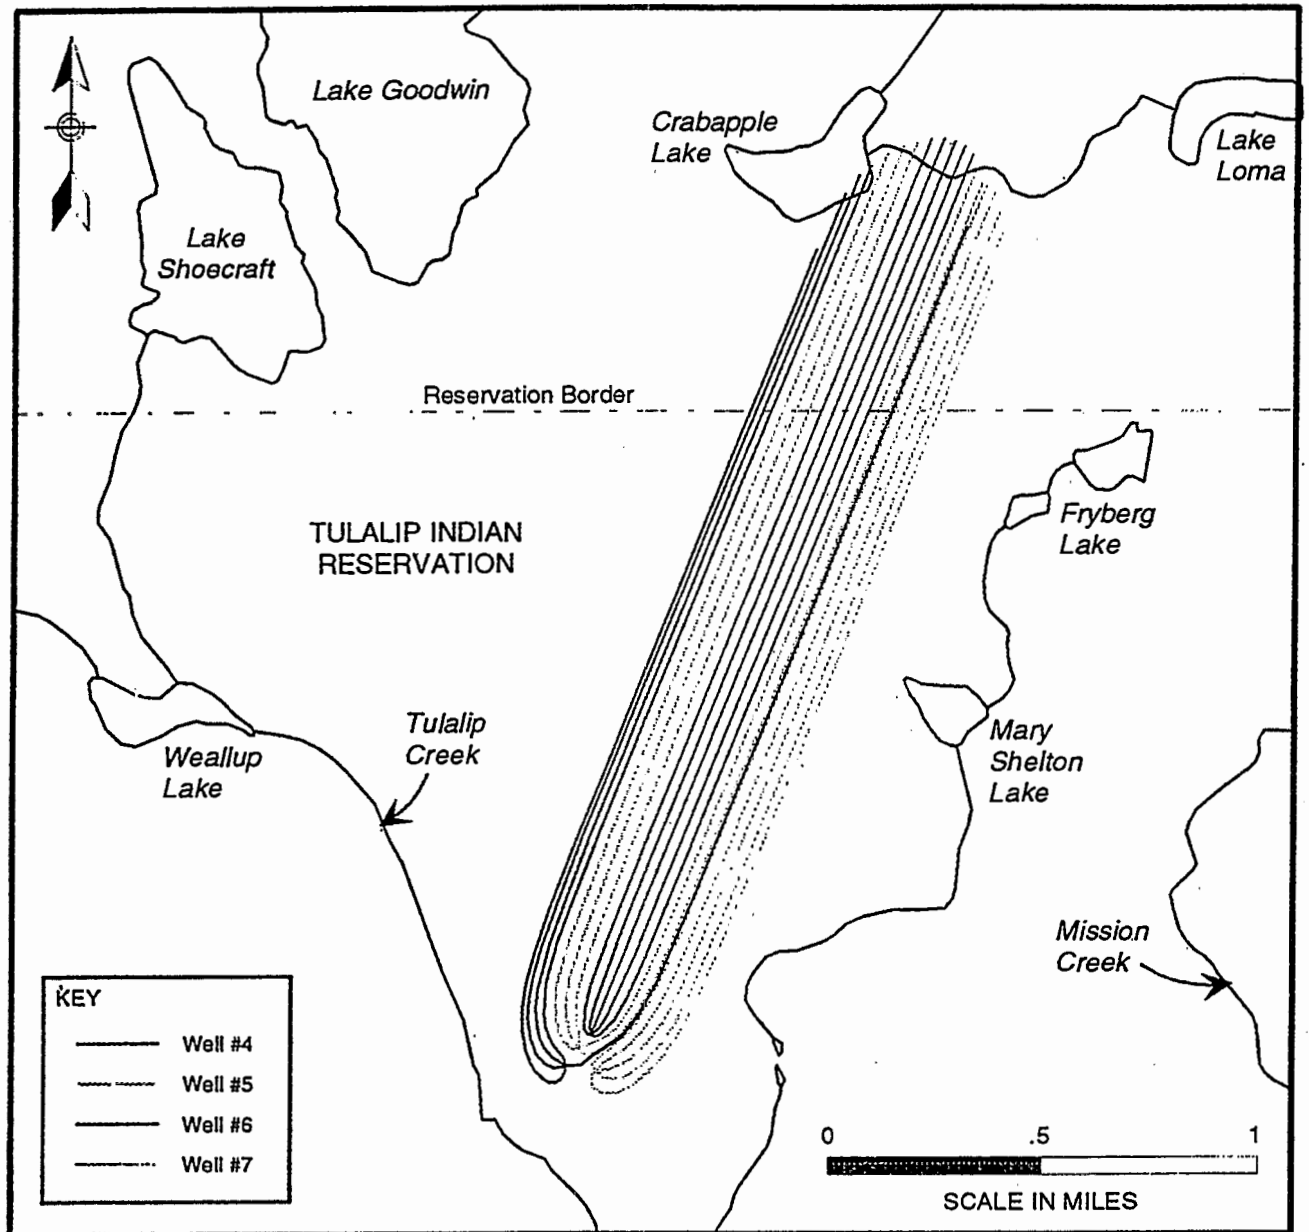 Lake Goodwin
Crabapple
Lake
Lake
Loma
Lake
Shoecraft
Reservation Border
TULALIP INDIAN
RESERVATION
Fryberg
Lake
Tulalip
Creek
Weallup
Lake
Mary
Shelton
Lake
Mission
Creek
KEY
Well #4
Well #5
Well #6
Well #7
0 .5 1
SCALE IN MILES